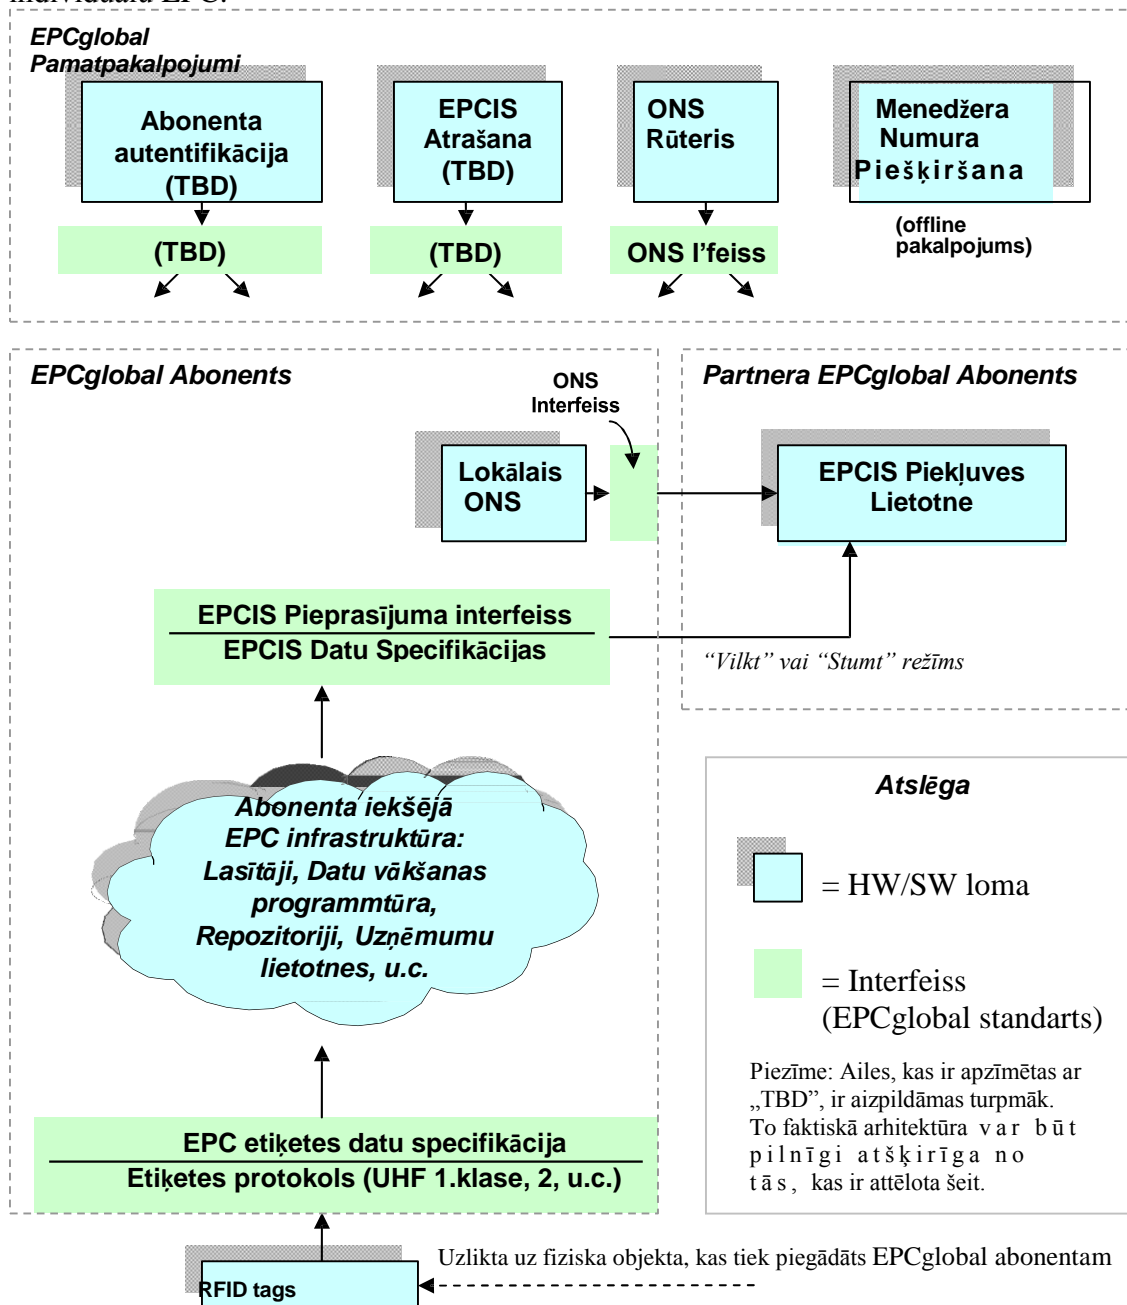 individuālu EPC.
EPCglobal
Pamatpakalpojumi
Abonenta
autentifikācija
(TBD)
EPCIS
Atrašana
(TBD)
ONS
Rūteris
Menedžera
Numura
Piešķiršana
(TBD)
(TBD)
ONS I’feiss
(offline
pakalpojums)
EPCglobal Abonents
ONS
Interfeiss
Lokālais
ONS
Partnera EPCglobal Abonents
EPCIS Piekļuves
Lietotne
EPCIS Pieprasījuma interfeiss
EPCIS Datu Specifikācijas
“Vilkt” vai “Stumt” režīms
Abonenta iekšējā
EPC infrastruktūra:
Lasītāji, Datu vākšanas
programmtūra,
Repozitoriji, Uzņēmumu
lietotnes, u.c.
Atslēga
= HW/SW loma
= Interfeiss
(EPCglobal standarts)
Piezīme: Ailes, kas ir apzīmētas ar
„TBD”, ir aizpildāmas turpmāk.
To faktiskā arhitektūra var būt
pilnīgi atšķirīga no
tās, kas ir attēlota šeit.
EPC etiķetes datu specifikācija
Etiķetes protokols (UHF 1.klase, 2, u.c.)
Uzlikta uz fiziska objekta, kas tiek piegādāts EPCglobal abonentam
RFID tags